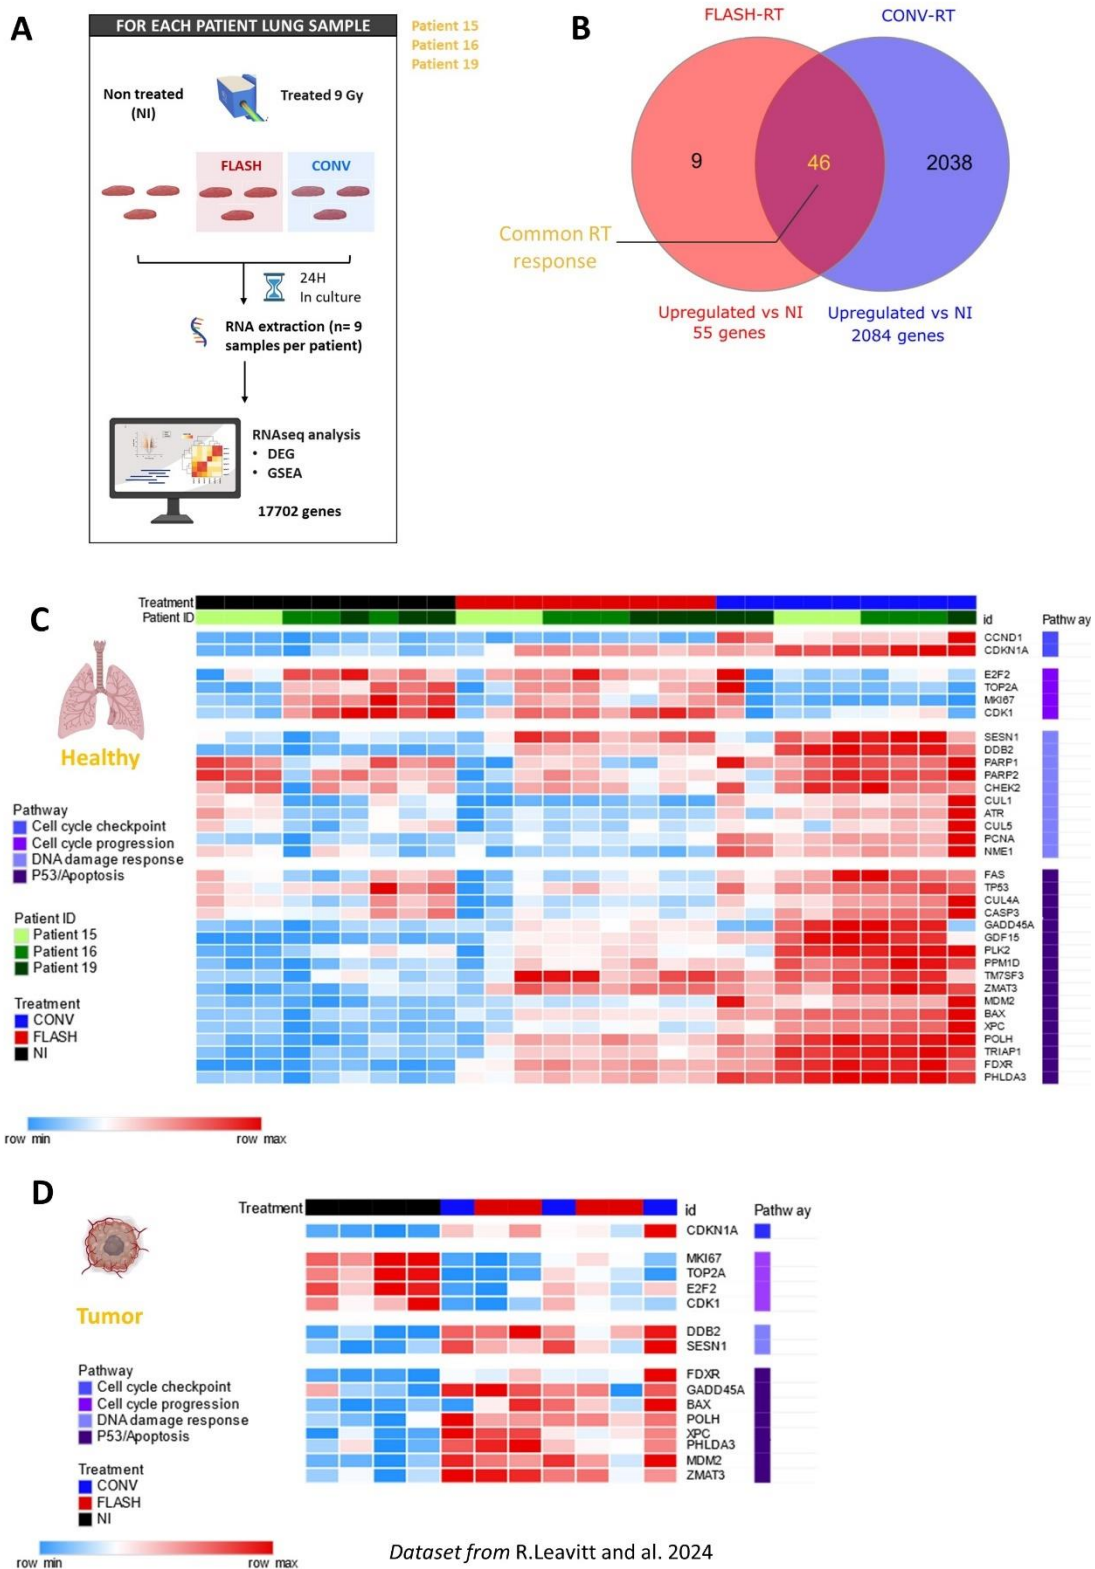 A
FOR EACH PATIENT LUNG SAMPLE
Patient 15
Patient 16
Patient 19
Non treated
(NI)
Treated 9 Gy
FLASH
CONV
24H
In culture
RNA extraction (n= 9
samples per patient)
RNAseq analysis
• DEG
• GSEA
17702 genes
B
FLASH-RT
CONV-RT
9
46
2038
Common RT
response
Upregulated vs NI
55 genes
Upregulated vs NI
2084 genes
C
Healthy
Treatment
Patient ID
id
Pathway
CCND1
CDKN1A
E2F2
TOP2A
MKI67
CDK1
SESN1
DDB2
PARP1
PARP2
CHEK2
CUL1
ATR
CUL5
PCNA
NME1
FAS
TP53
CUL4A
CASP3
GADD45A
GDF15
PLK2
PPM1D
TM7SF3
ZMAT3
MDM2
BAX
XPC
POLH
TRIAP1
FDXR
PHLDA3
Pathway
Cell cycle checkpoint
Cell cycle progression
DNA damage response
P53/Apoptosis
Patient ID
Patient 15
Patient 16
Patient 19
Treatment
CONV
FLASH
NI
row min
row max
D
Tumor
Treatment
id
Pathway
CDKN1A
MKI67
TOP2A
E2F2
CDK1
DDB2
SESN1
FDXR
GADD45A
BAX
POLH
XPC
PHLDA3
MDM2
ZMAT3
Pathway
Cell cycle checkpoint
Cell cycle progression
DNA damage response
P53/Apoptosis
Treatment
CONV
FLASH
NI
row min
row max
Dataset from R.Leavitt and al. 2024